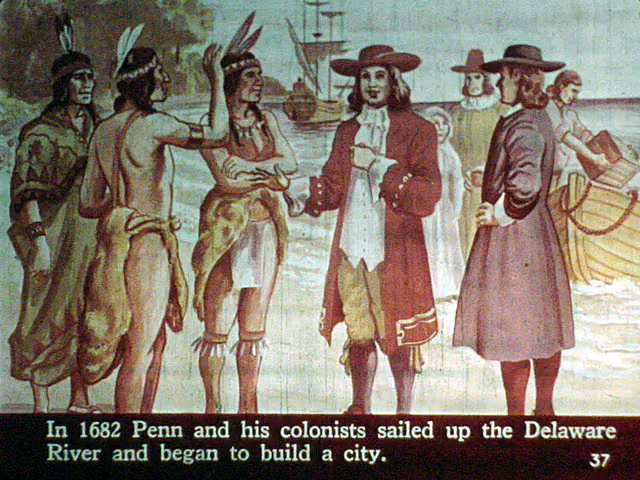 In 1682 Penn and his colonists sailed up the Delaware
River and began to build a city.
37